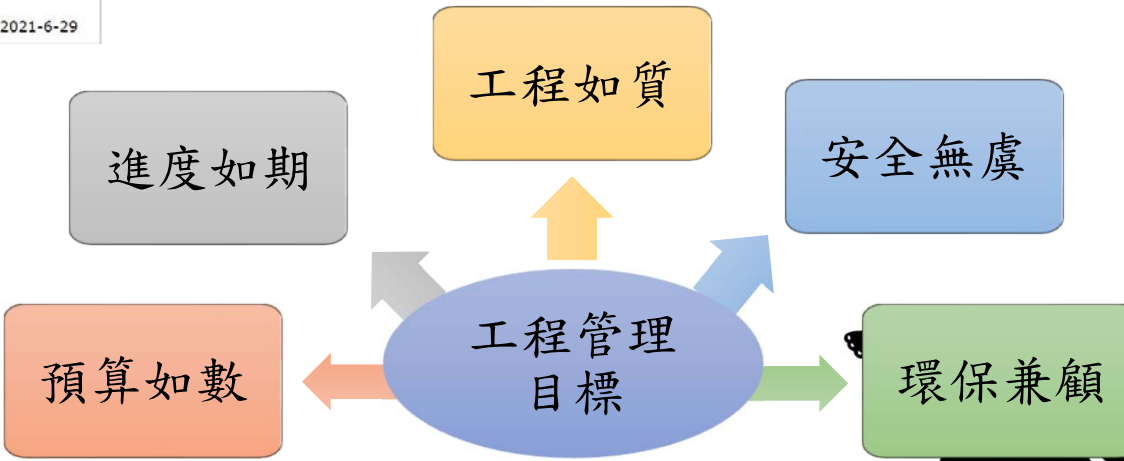 2021-6-29
工程如質
進度如期
安全無虞
工程管理
目標
預算如數
環保兼顧